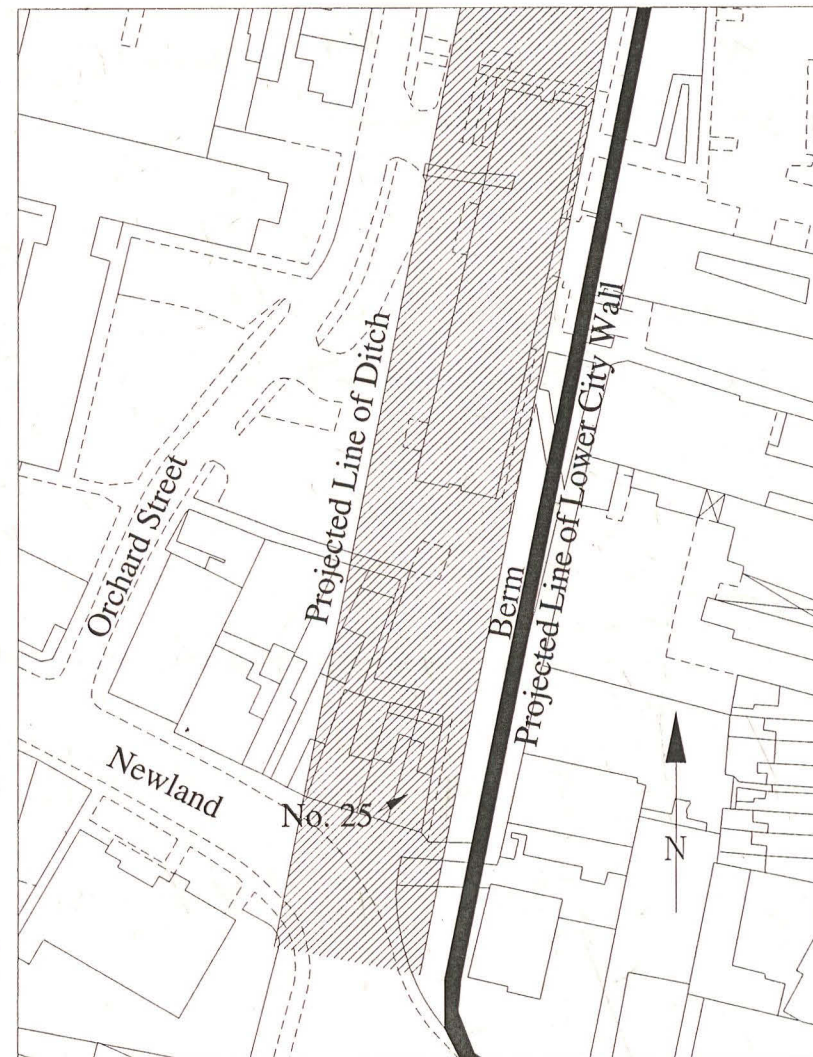 Projected Line of Ditch
Projected Line of Lower City Wall
Orchard Street
Berm
Newland
No. 25
N